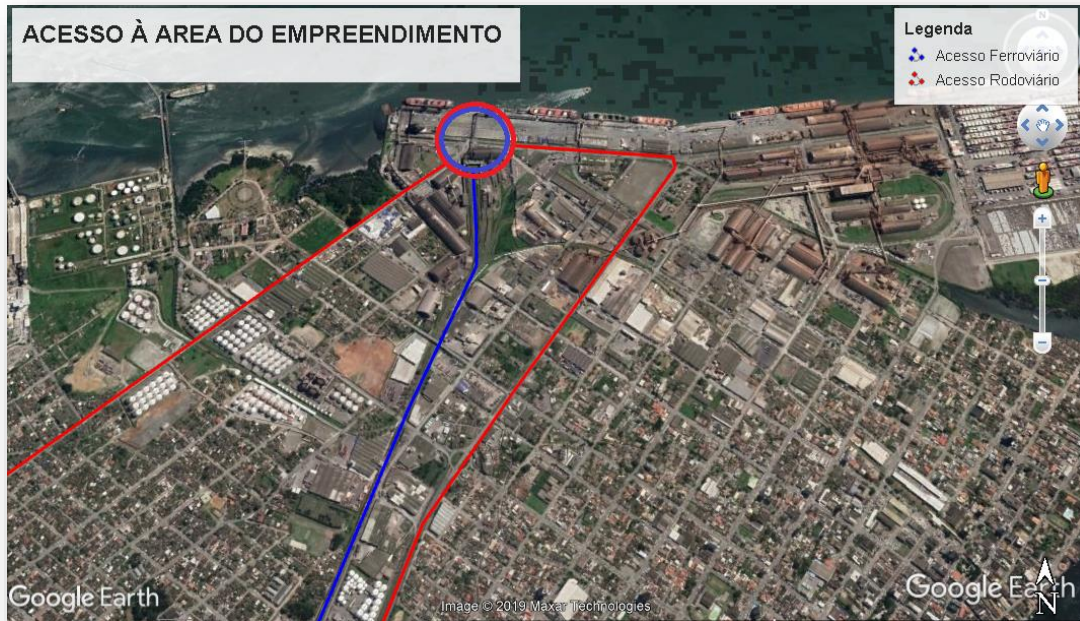 ACESSO À AREA DO EMPREENDIMENTO
Legenda
Acesso Ferroviário
Acesso Rodoviário
N
Google Earth
Image © 2019 Maxar Technologies
Google Earth
N